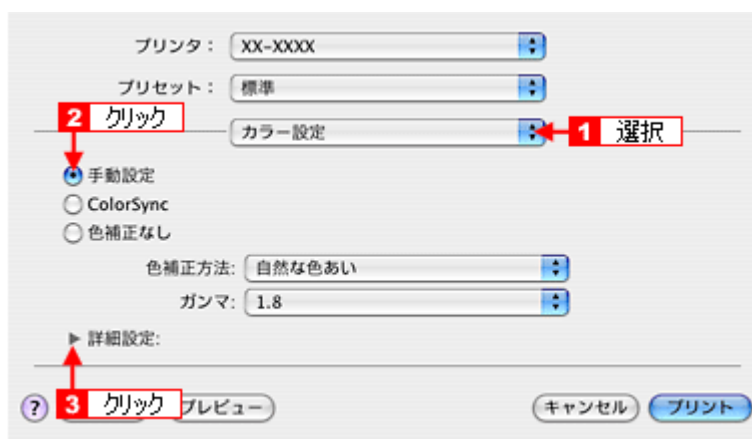 プリンタ： XX-XXXX
プリセット： 標準
2 クリック
カラー設定
1 選択
手動設定
ColorSync
色補正なし
色補正方法: 自然な色あい
ガンマ: 1.8
詳細設定:
?
3 クリック
プレビュー
キャンセル
プリント